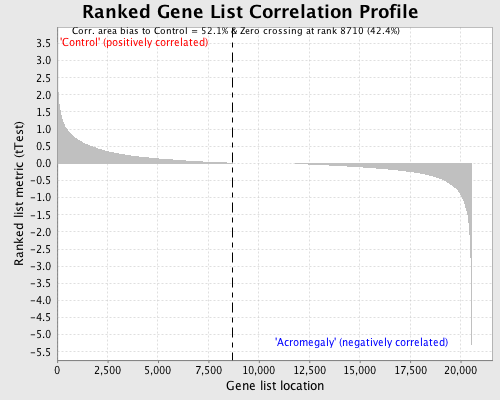 Ranked Gene List Correlation Profile
Corr. area bias to Control = 52.1% & Zero crossing at rank 8710 (42.4%)
'Control' (positively correlated)
3.5
3.0
2.5
2.0
1.5
1.0
0.5
0.0
-0.5
-1.0
-1.5
-2.0
-2.5
-3.0
-3.5
-4.0
-4.5
-5.0
-5.5
Ranked list metric (tTest)
'Acromegaly' (negatively correlated)
0 2,500 5,000 7,500 10,000 12,500 15,000 17,500 20,000
Gene list location